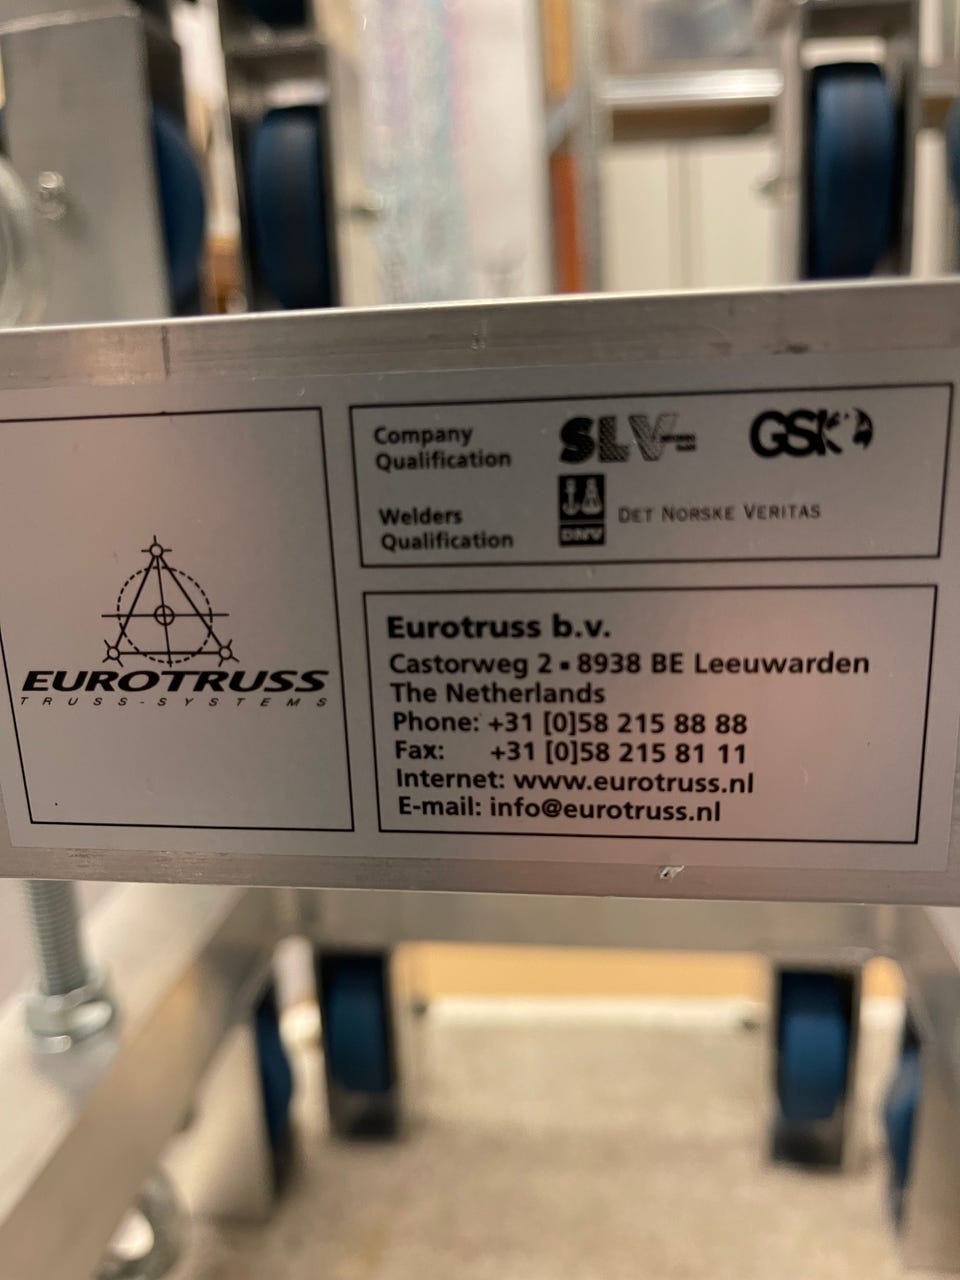 EUROTRUSS
TRUSS-SYSTEMS
Company
Qualification
SLV
GSK
Welders
Qualification
DNV
DET NORSKE VERITAS
Eurotruss b.v.
Castorweg 2 ▪ 8938 BE Leeuwarden
The Netherlands
Phone: +31 [0]58 215 88 88
Fax: +31 [0]58 215 81 11
Internet: www.eurotruss.nl
E-mail: info@eurotruss.nl